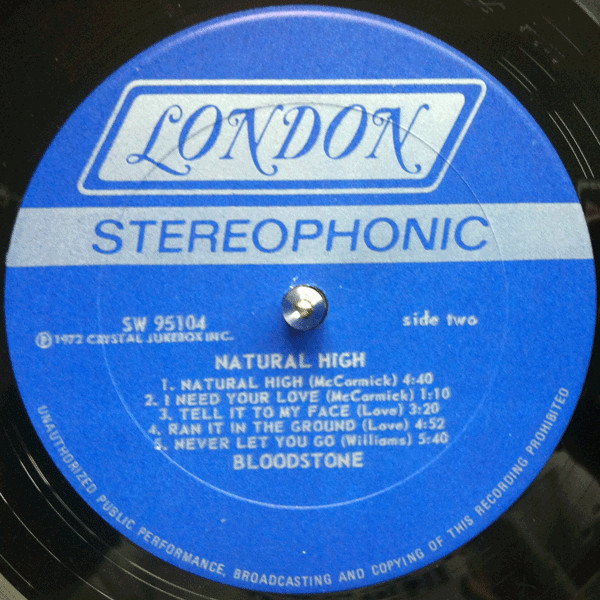 LONDON
STEREOPHONIC
SW 95104
side two
Ⓟ1972 CRYSTAL JUKEBOX INC.
NATURAL HIGH
1. NATURAL HIGH (McCormick) 4:40
2. I NEED YOUR LOVE (McCormick) 1:10
3. TELL IT TO MY FACE (Love) 3:20
4. RAN IT IN THE GROUND (Love) 4:52
5. NEVER LET YOU GO (Williams) 5:40
BLOODSTONE
UNAUTHORIZED PUBLIC PERFORMANCE, BROADCASTING AND COPYING OF THIS RECORDING PROHIBITED